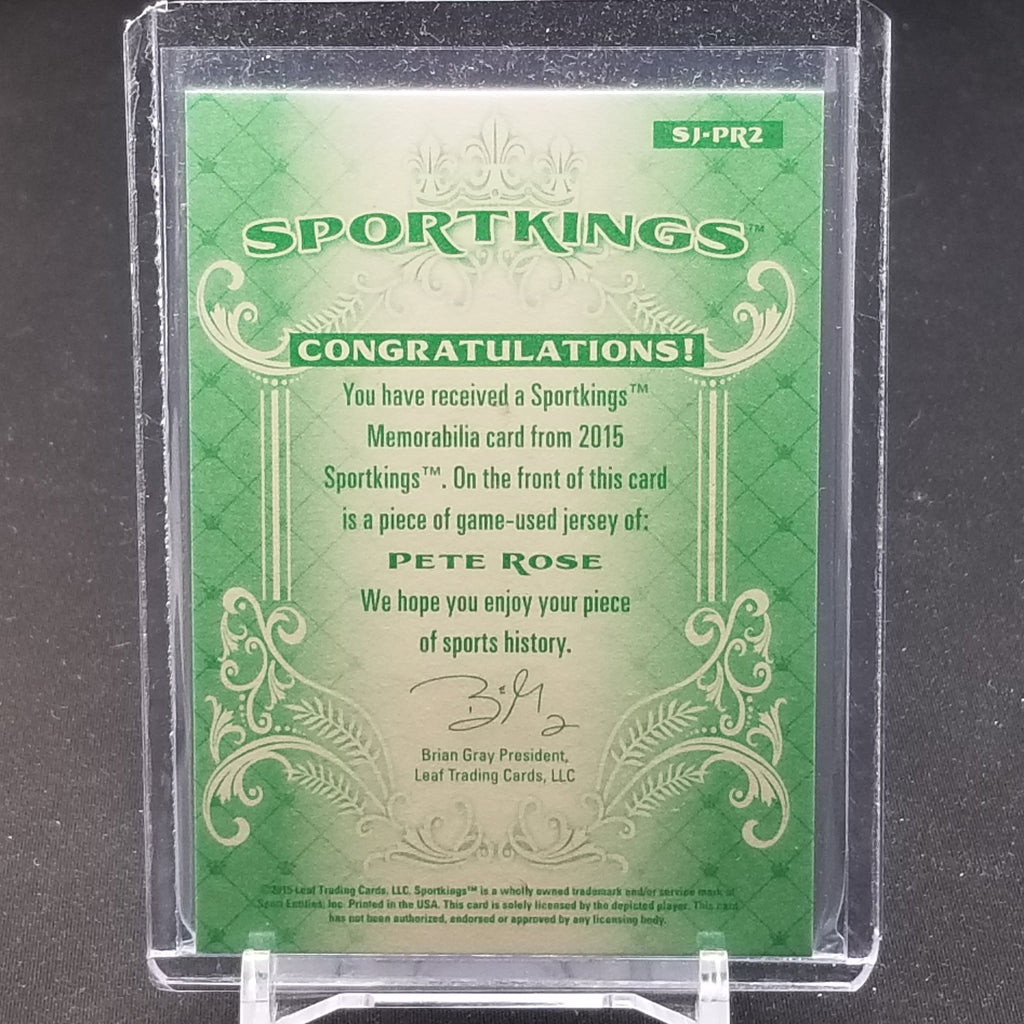 SJ-PR2
SPORTKINGS™
CONGRATULATIONS!
You have received a Sportkings™
Memorabilia card from 2015
Sportkings™. On the front of this card
is a piece of game-used jersey of:
PETE ROSE
We hope you enjoy your piece
of sports history.
Brian Gray President,
Leaf Trading Cards, LLC
©2015 Leaf Trading Cards, LLC. Sportkings™ is a wholly owned trademark and/or service mark of
Sport Entities, Inc. Printed in the USA. This card is solely licensed by the depicted player. This card
has not been authorized, endorsed or approved by any licensing body.